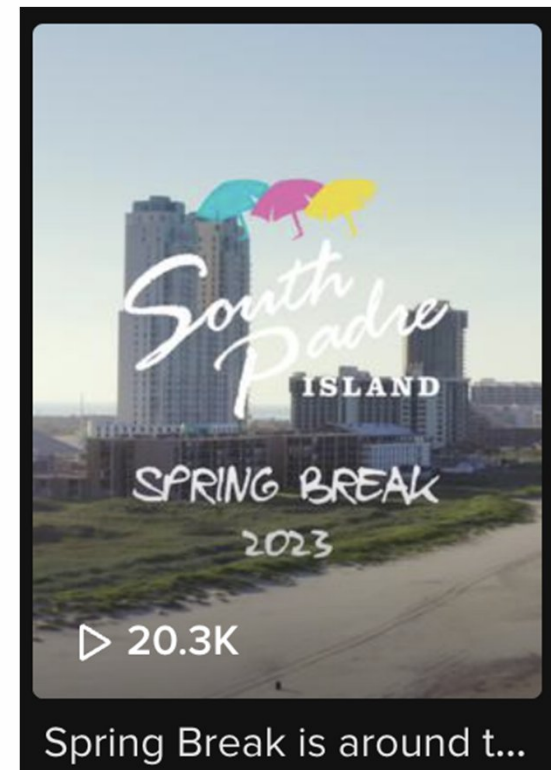 South
Padre
ISLAND
SPRING BREAK
2023
20.3K
Spring Break is around t...